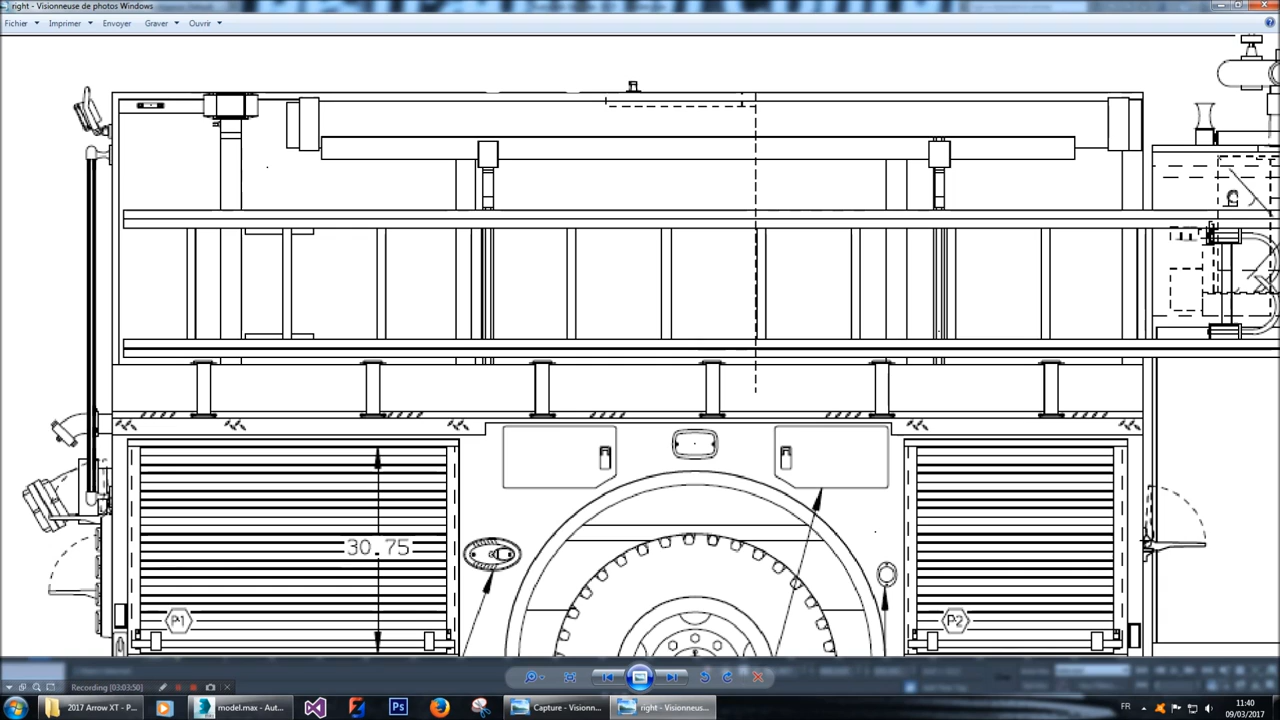 right - Visionneuse de photos Windows
Fichier Imprimer Envoyer Graver Ouvrir
30.75
P1
P2
Recording [03:03:50]
2017 Arrow XT - P...
model.max - Aut...
Ps
Capture - Visionn...
right - Visionneus...
FR
11:40
09/03/2017